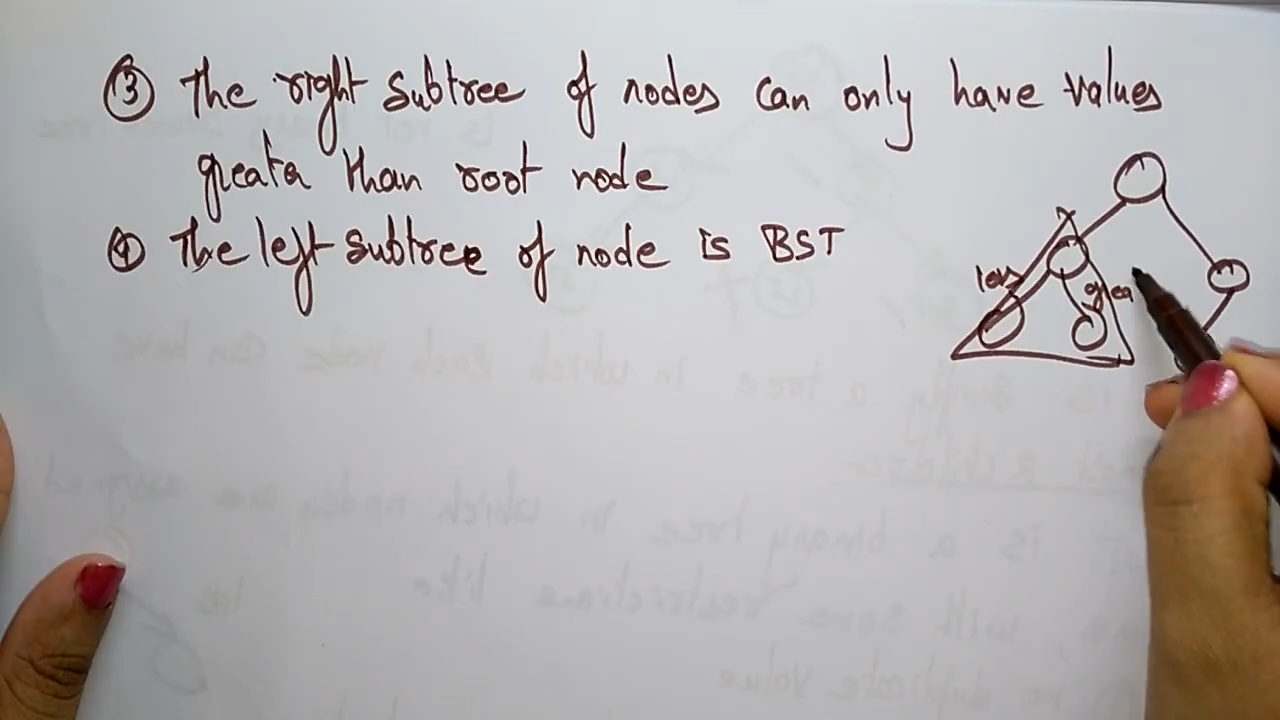 ③ The right subtree of nodes can only have values
greater than root node
④ The left subtree of node is BST
less
grea